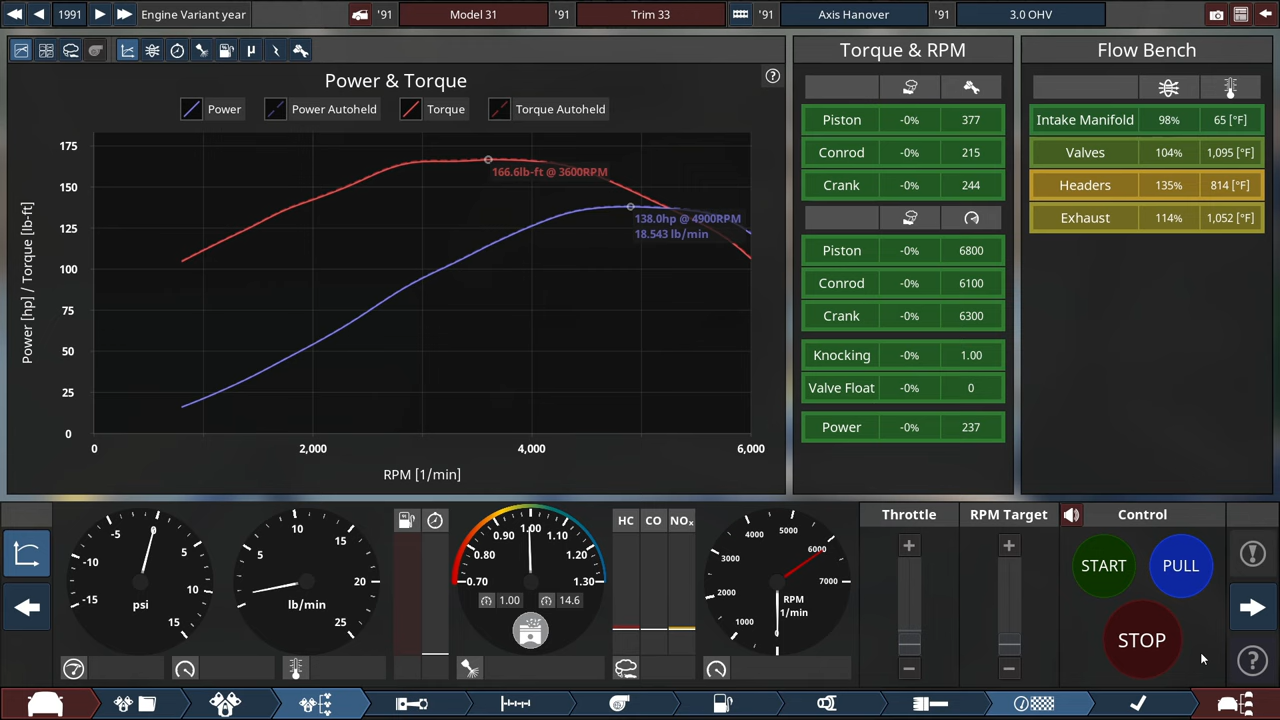 1991 Engine Variant year '91 Model 31 '91 Trim 33 '91 Axis Hanover '91 3.0 OHV
Power & Torque
Power Power Autoheld Torque Torque Autoheld
175
150
125
100
75
50
25
0
Power [hp] / Torque [lb-ft]
166.6lb-ft @ 3600RPM
138.0hp @ 4900RPM
18.543 lb/min
0 2,000 4,000 6,000
RPM [1/min]
Torque & RPM
Piston -0% 377
Conrod -0% 215
Crank -0% 244
Piston -0% 6800
Conrod -0% 6100
Crank -0% 6300
Knocking -0% 1.00
Valve Float -0% 0
Power -0% 237
Flow Bench
Intake Manifold 98% 65 [°F]
Valves 104% 1,095 [°F]
Headers 135% 814 [°F]
Exhaust 114% 1,052 [°F]
-15 -10 -5 0 5 10 15
psi
5 10 15 20 25
lb/min
0.70 0.80 0.90 1.00 1.10 1.20 1.30
1.00 14.6
HC CO NOx
0 1000 2000 3000 4000 5000 6000 7000
RPM
1/min
Throttle
+
−
RPM Target
+
−
Control
START PULL
STOP